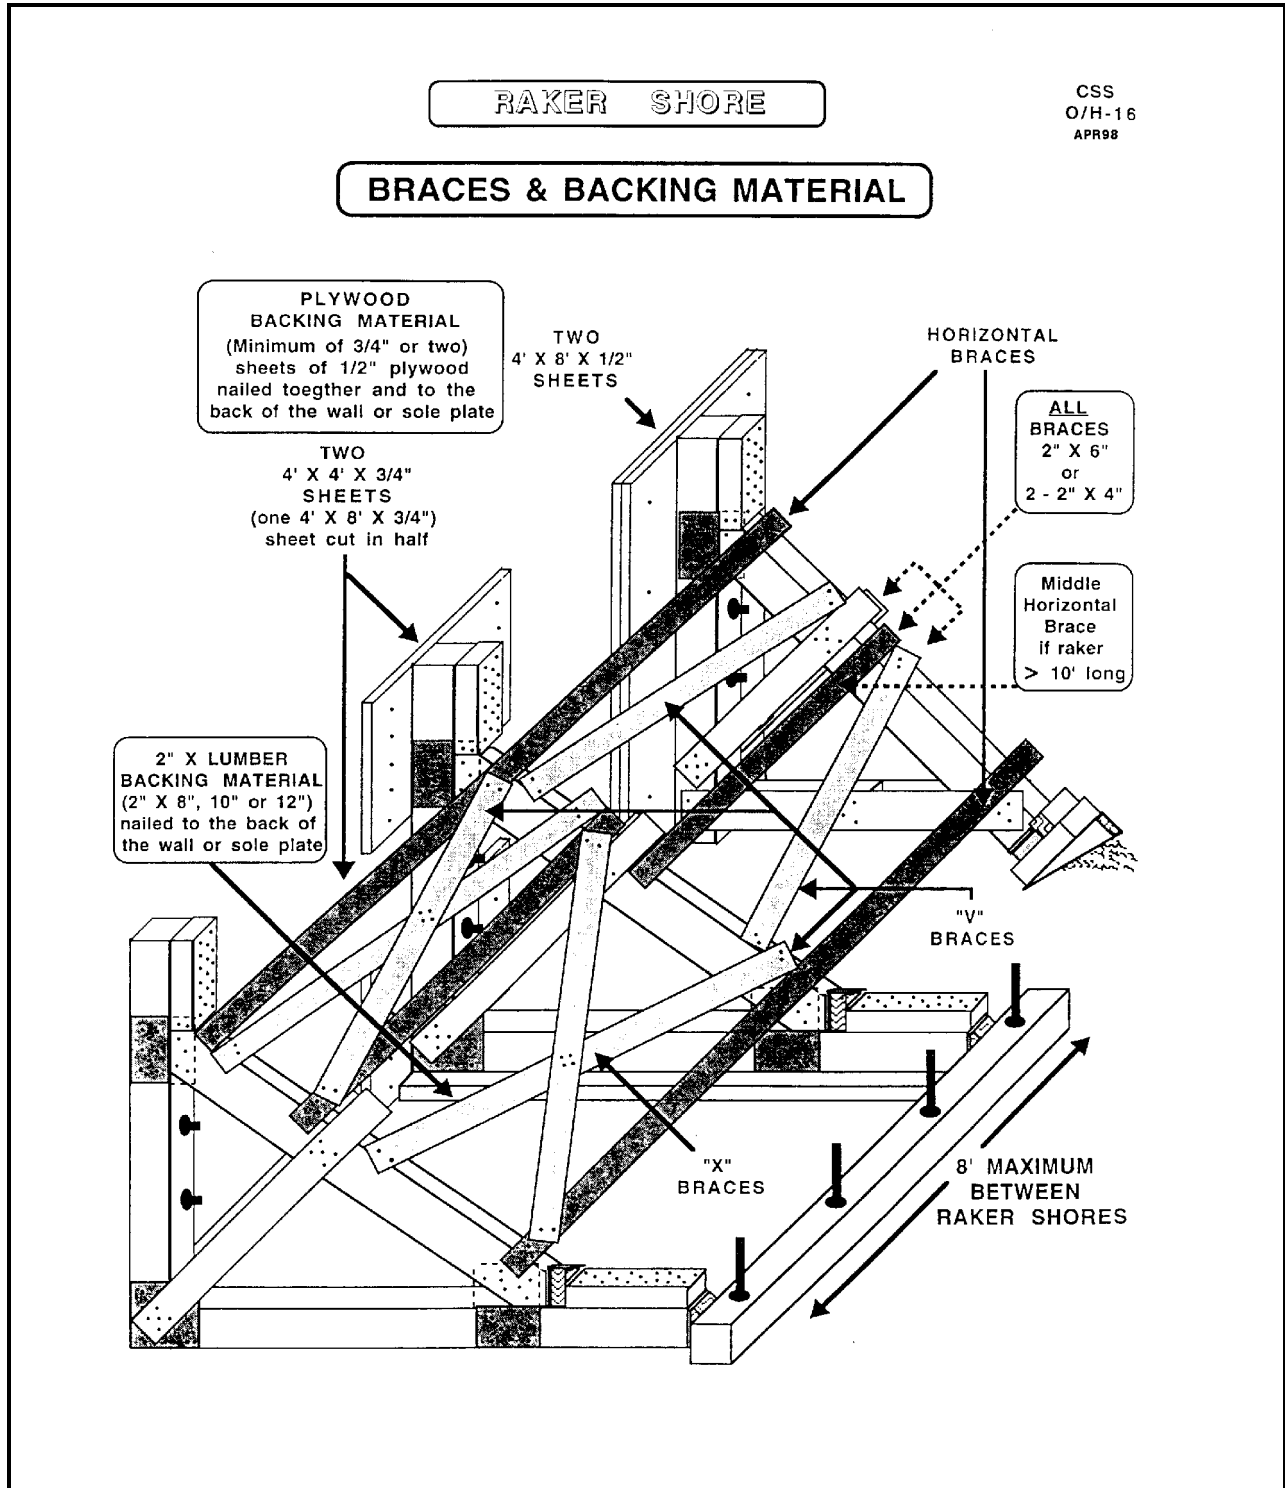 RAKER SHORE
CSS
O/H-16
APR98
BRACES & BACKING MATERIAL
PLYWOOD
BACKING MATERIAL
(Minimum of 3/4" or two)
sheets of 1/2" plywood
nailed toegther and to the
back of the wall or sole plate
TWO
4' X 8' X 1/2"
SHEETS
HORIZONTAL
BRACES
ALL
BRACES
2" X 6"
or
2 - 2" X 4"
TWO
4' X 4' X 3/4"
SHEETS
(one 4' X 8' X 3/4")
sheet cut in half
Middle
Horizontal
Brace
if raker
> 10' long
2" X LUMBER
BACKING MATERIAL
(2" X 8", 10" or 12")
nailed to the back of
the wall or sole plate
"V"
BRACES
"X"
BRACES
8' MAXIMUM
BETWEEN
RAKER SHORES